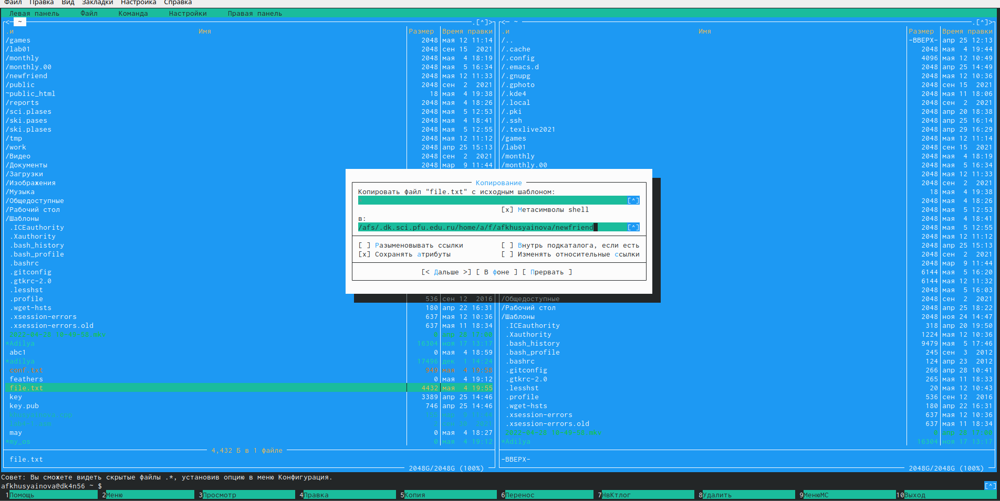 Файл Правка Вид Закладки Настройка Справка
Левая панель Файл Команда Настройки Правая панель
<─ ~ .[^]>
.и Имя Размер Время правки
/games 2048 мая 12 11:14
/lab01 2048 сен 15 2021
/monthly 2048 мая 4 18:19
/monthly.00 2048 мая 5 16:34
/newfriend 2048 мая 12 11:33
/public 2048 сен 2 2021
~public_html 18 мая 4 19:38
/reports 2048 мая 4 18:26
/sci.plases 2048 мая 5 12:53
/ski.pases 2048 мая 4 18:41
/ski.plases 2048 мая 5 12:55
/tmp 2048 мая 12 11:12
/work 2048 апр 25 15:13
/Видео 2048 сен 2 2021
/Документы 2048 мар 9 11:44
/Загрузки
/Изображения
/Музыка
/Общедоступные
/Рабочий стол
/Шаблоны
.ICEauthority
.Xauthority
.bash_history
.bash_profile
.bashrc
.gitconfig
.gtkrc-2.0
.lesshst
.profile 536 сен 12 2016
.wget-hsts 180 апр 22 16:31
.xsession-errors 637 мая 12 10:36
.xsession-errors.old 637 мая 11 18:34
*Adilya 16304 ноя 17 13:17
abc1 0 мая 4 18:59
*adilya 17496 дек 1 14:24
conf.txt 949 мая 4 19:58
feathers 0 мая 4 19:12
file.txt 4432 мая 4 19:55
key 3389 апр 25 14:46
key.pub 746 апр 25 14:46
khusyainova.cpp 155 мар 9 11:44
lab4-1.asm 2 сен 30 2021
may 0 мая 4 18:27
*my_os 0 мая 4 19:12
4,432 Б в 1 файле
file.txt
2048G/2048G (100%)
<─ ~ .[^]>
.и Имя Размер Время правки
/.. -ВВЕРХ- апр 25 12:13
/.cache 2048 мая 4 19:44
/.config 4096 мая 12 10:49
/.emacs.d 2048 апр 25 14:49
/.gnupg 2048 мая 12 10:36
/.gphoto 2048 сен 15 2021
/.kde4 2048 мая 11 18:06
/.local 2048 сен 2 2021
/.pki 2048 апр 20 18:38
/.ssh 2048 апр 25 16:14
/.texlive2021 2048 апр 29 16:29
/games 2048 мая 12 11:14
/lab01 2048 сен 15 2021
/monthly 2048 мая 4 18:19
/monthly.00 2048 мая 5 16:34
2048 мая 12 11:33
2048 сен 2 2021
18 мая 4 19:38
2048 мая 4 18:26
2048 мая 5 12:53
2048 мая 4 18:41
2048 мая 5 12:55
2048 мая 12 11:12
2048 апр 25 15:13
2048 сен 2 2021
2048 мар 9 11:44
6144 мая 5 16:20
6144 мая 12 11:32
2048 мая 5 16:03
/Общедоступные 2048 сен 2 2021
/Рабочий стол 2048 апр 25 18:22
/Шаблоны 2048 ноя 24 14:47
.ICEauthority 318 апр 20 19:50
.Xauthority 1224 мая 12 10:36
.bash_history 9479 мая 5 17:46
.bash_profile 245 сен 3 2012
.bashrc 124 апр 23 2012
.gitconfig 266 апр 28 10:41
.gtkrc-2.0 265 мая 11 18:33
.lesshst 20 мая 12 10:43
.profile 536 сен 12 2016
.wget-hsts 180 апр 22 16:31
.xsession-errors 637 мая 12 10:36
.xsession-errors.old 637 мая 11 18:34
*Adilya 16304 ноя 17 13:17
-ВВЕРХ-
2048G/2048G (100%)
Копирование
Копировать файл "file.txt" с исходным шаблоном:
[^]
[x] Метасимволы shell
в:
/afs/.dk.sci.pfu.edu.ru/home/a/f/afkhusyainova/newfriend [^]
[ ] Разыменовывать ссылки [ ] Внутрь подкаталога, если есть
[x] Сохранять атрибуты [ ] Изменять относительные ссылки
[< Дальше >] [ В фоне ] [ Прервать ]
Совет: Вы сможете видеть скрытые файлы .*, установив опцию в меню Конфигурация.
afkhusyainova@dk4n56 ~ $ [^]
1Помощь 2Меню 3Просмотр 4Правка 5Копия 6Перенос 7НвКтлог 8Удалить 9МенюMC 10Выход